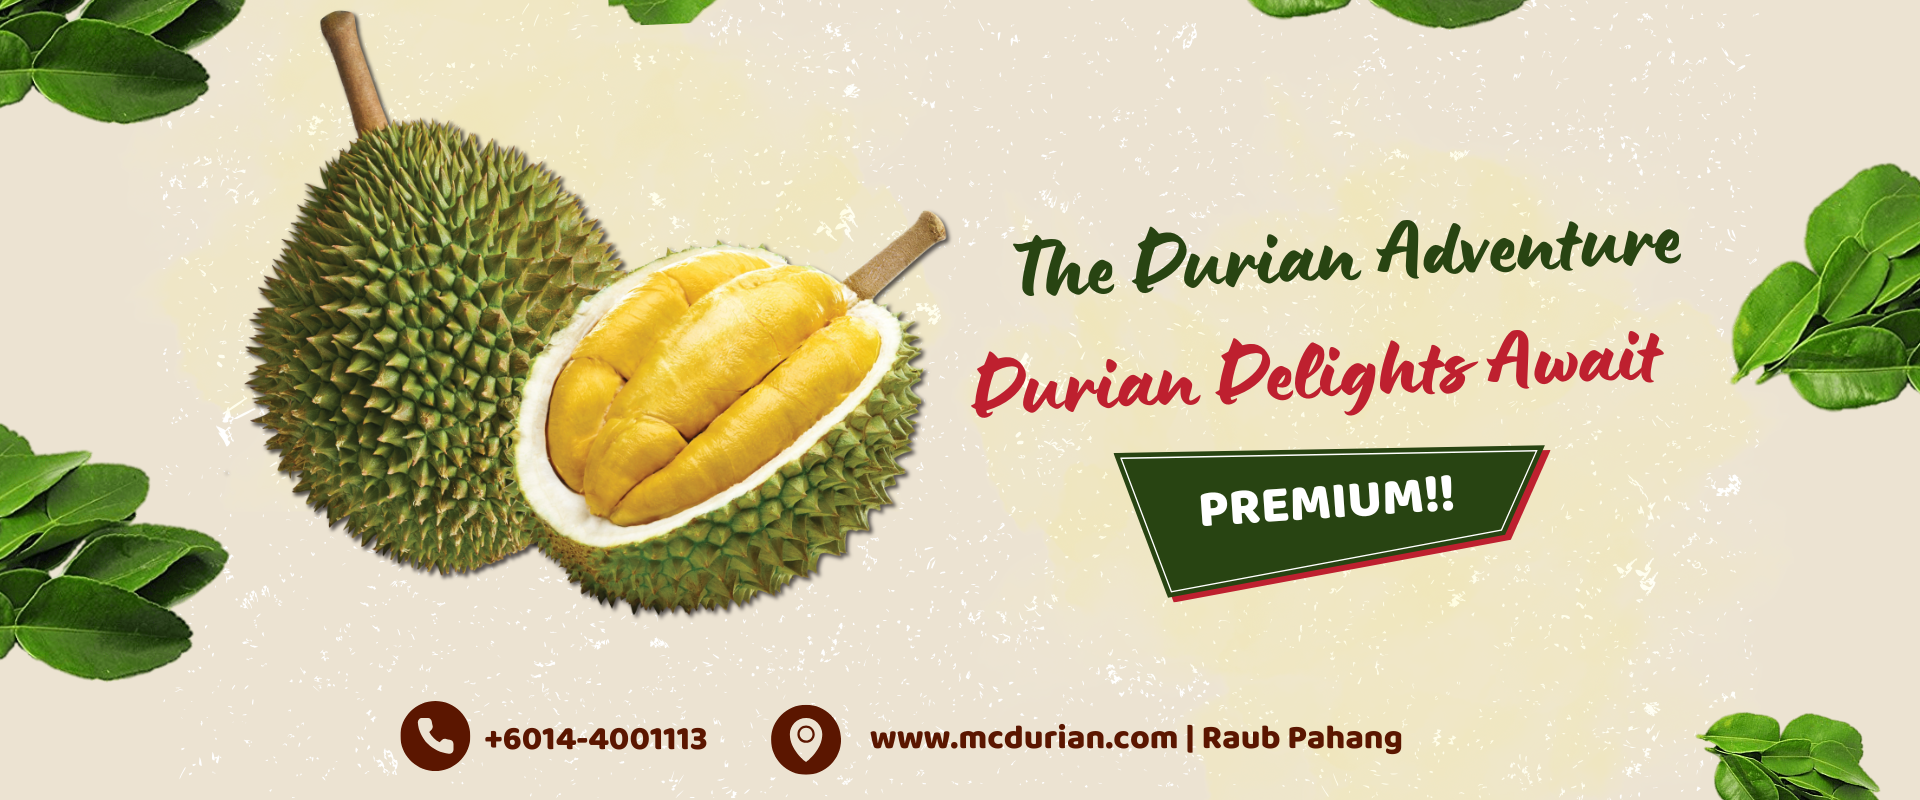 The Durian Adventure
Durian Delights Await
PREMIUM!!
+6014-4001113
www.mcdurian.com | Raub Pahang